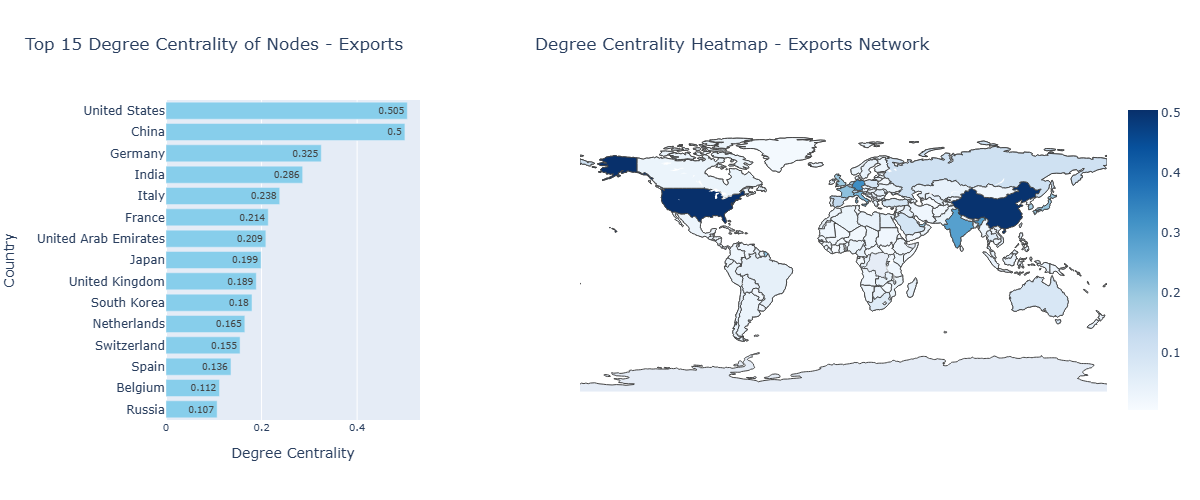 Top 15 Degree Centrality of Nodes - Exports
Country
United States 0.505
China 0.5
Germany 0.325
India 0.286
Italy 0.238
France 0.214
United Arab Emirates 0.209
Japan 0.199
United Kingdom 0.189
South Korea 0.18
Netherlands 0.165
Switzerland 0.155
Spain 0.136
Belgium 0.112
Russia 0.107
0 0.2 0.4
Degree Centrality
Degree Centrality Heatmap - Exports Network
0.5
0.4
0.3
0.2
0.1